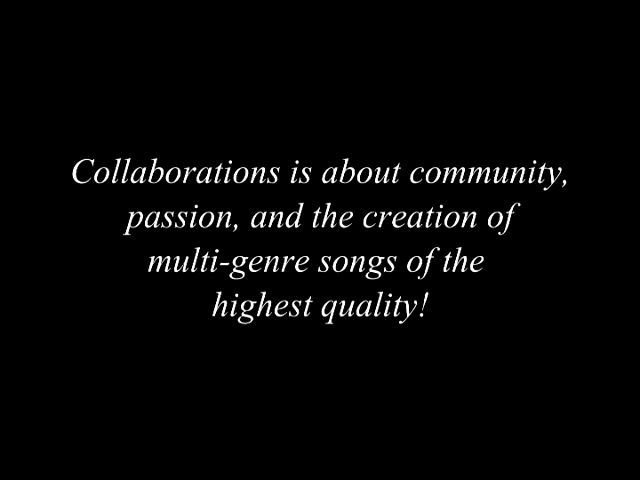 Collaborations is about community,
passion, and the creation of
multi-genre songs of the
highest quality!